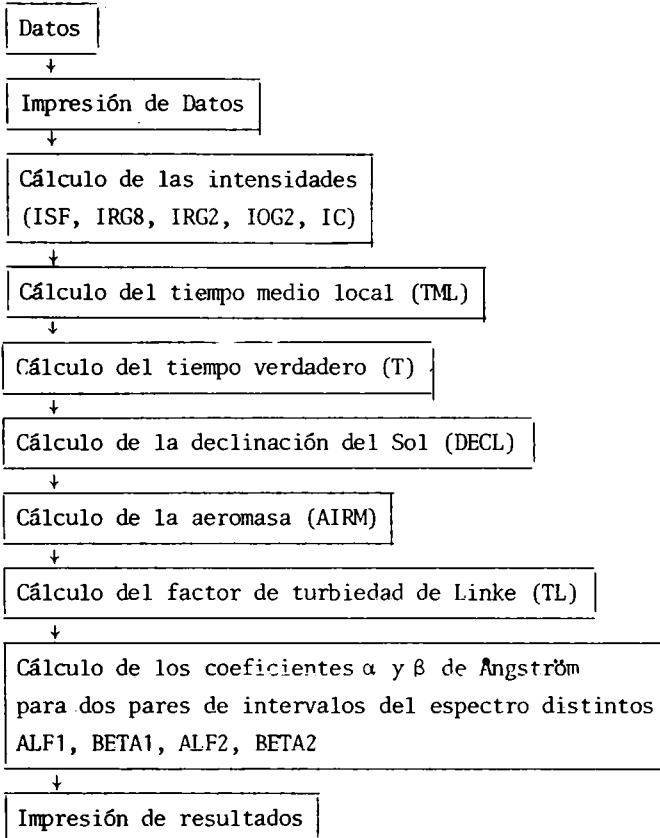 Datos
↓
Impresión de Datos
↓
Cálculo de las intensidades
(ISF, IRG8, IRG2, IOG2, IC)
↓
Cálculo del tiempo medio local (TML)
↓
Cálculo del tiempo verdadero (T)
↓
Cálculo de la declinación del Sol (DECL)
↓
Cálculo de la aeromasa (AIRM)
↓
Cálculo del factor de turbiedad de Linke (TL)
↓
Cálculo de los coeficientes α y β de Ångström
para dos pares de intervalos del espectro distintos
ALF1, BETA1, ALF2, BETA2
↓
Impresión de resultados